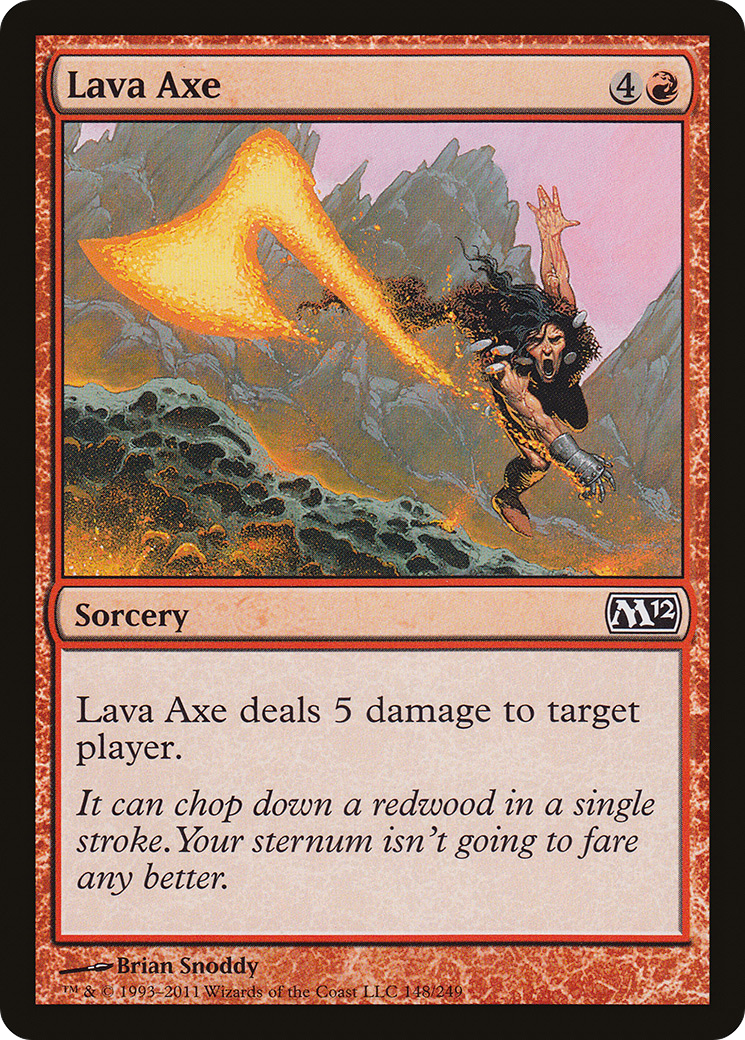 Lava Axe 4
Sorcery M12
Lava Axe deals 5 damage to target
player.
It can chop down a redwood in a single
stroke. Your sternum isn't going to fare
any better.
Brian Snoddy
™ & © 1993–2011 Wizards of the Coast LLC 148/249